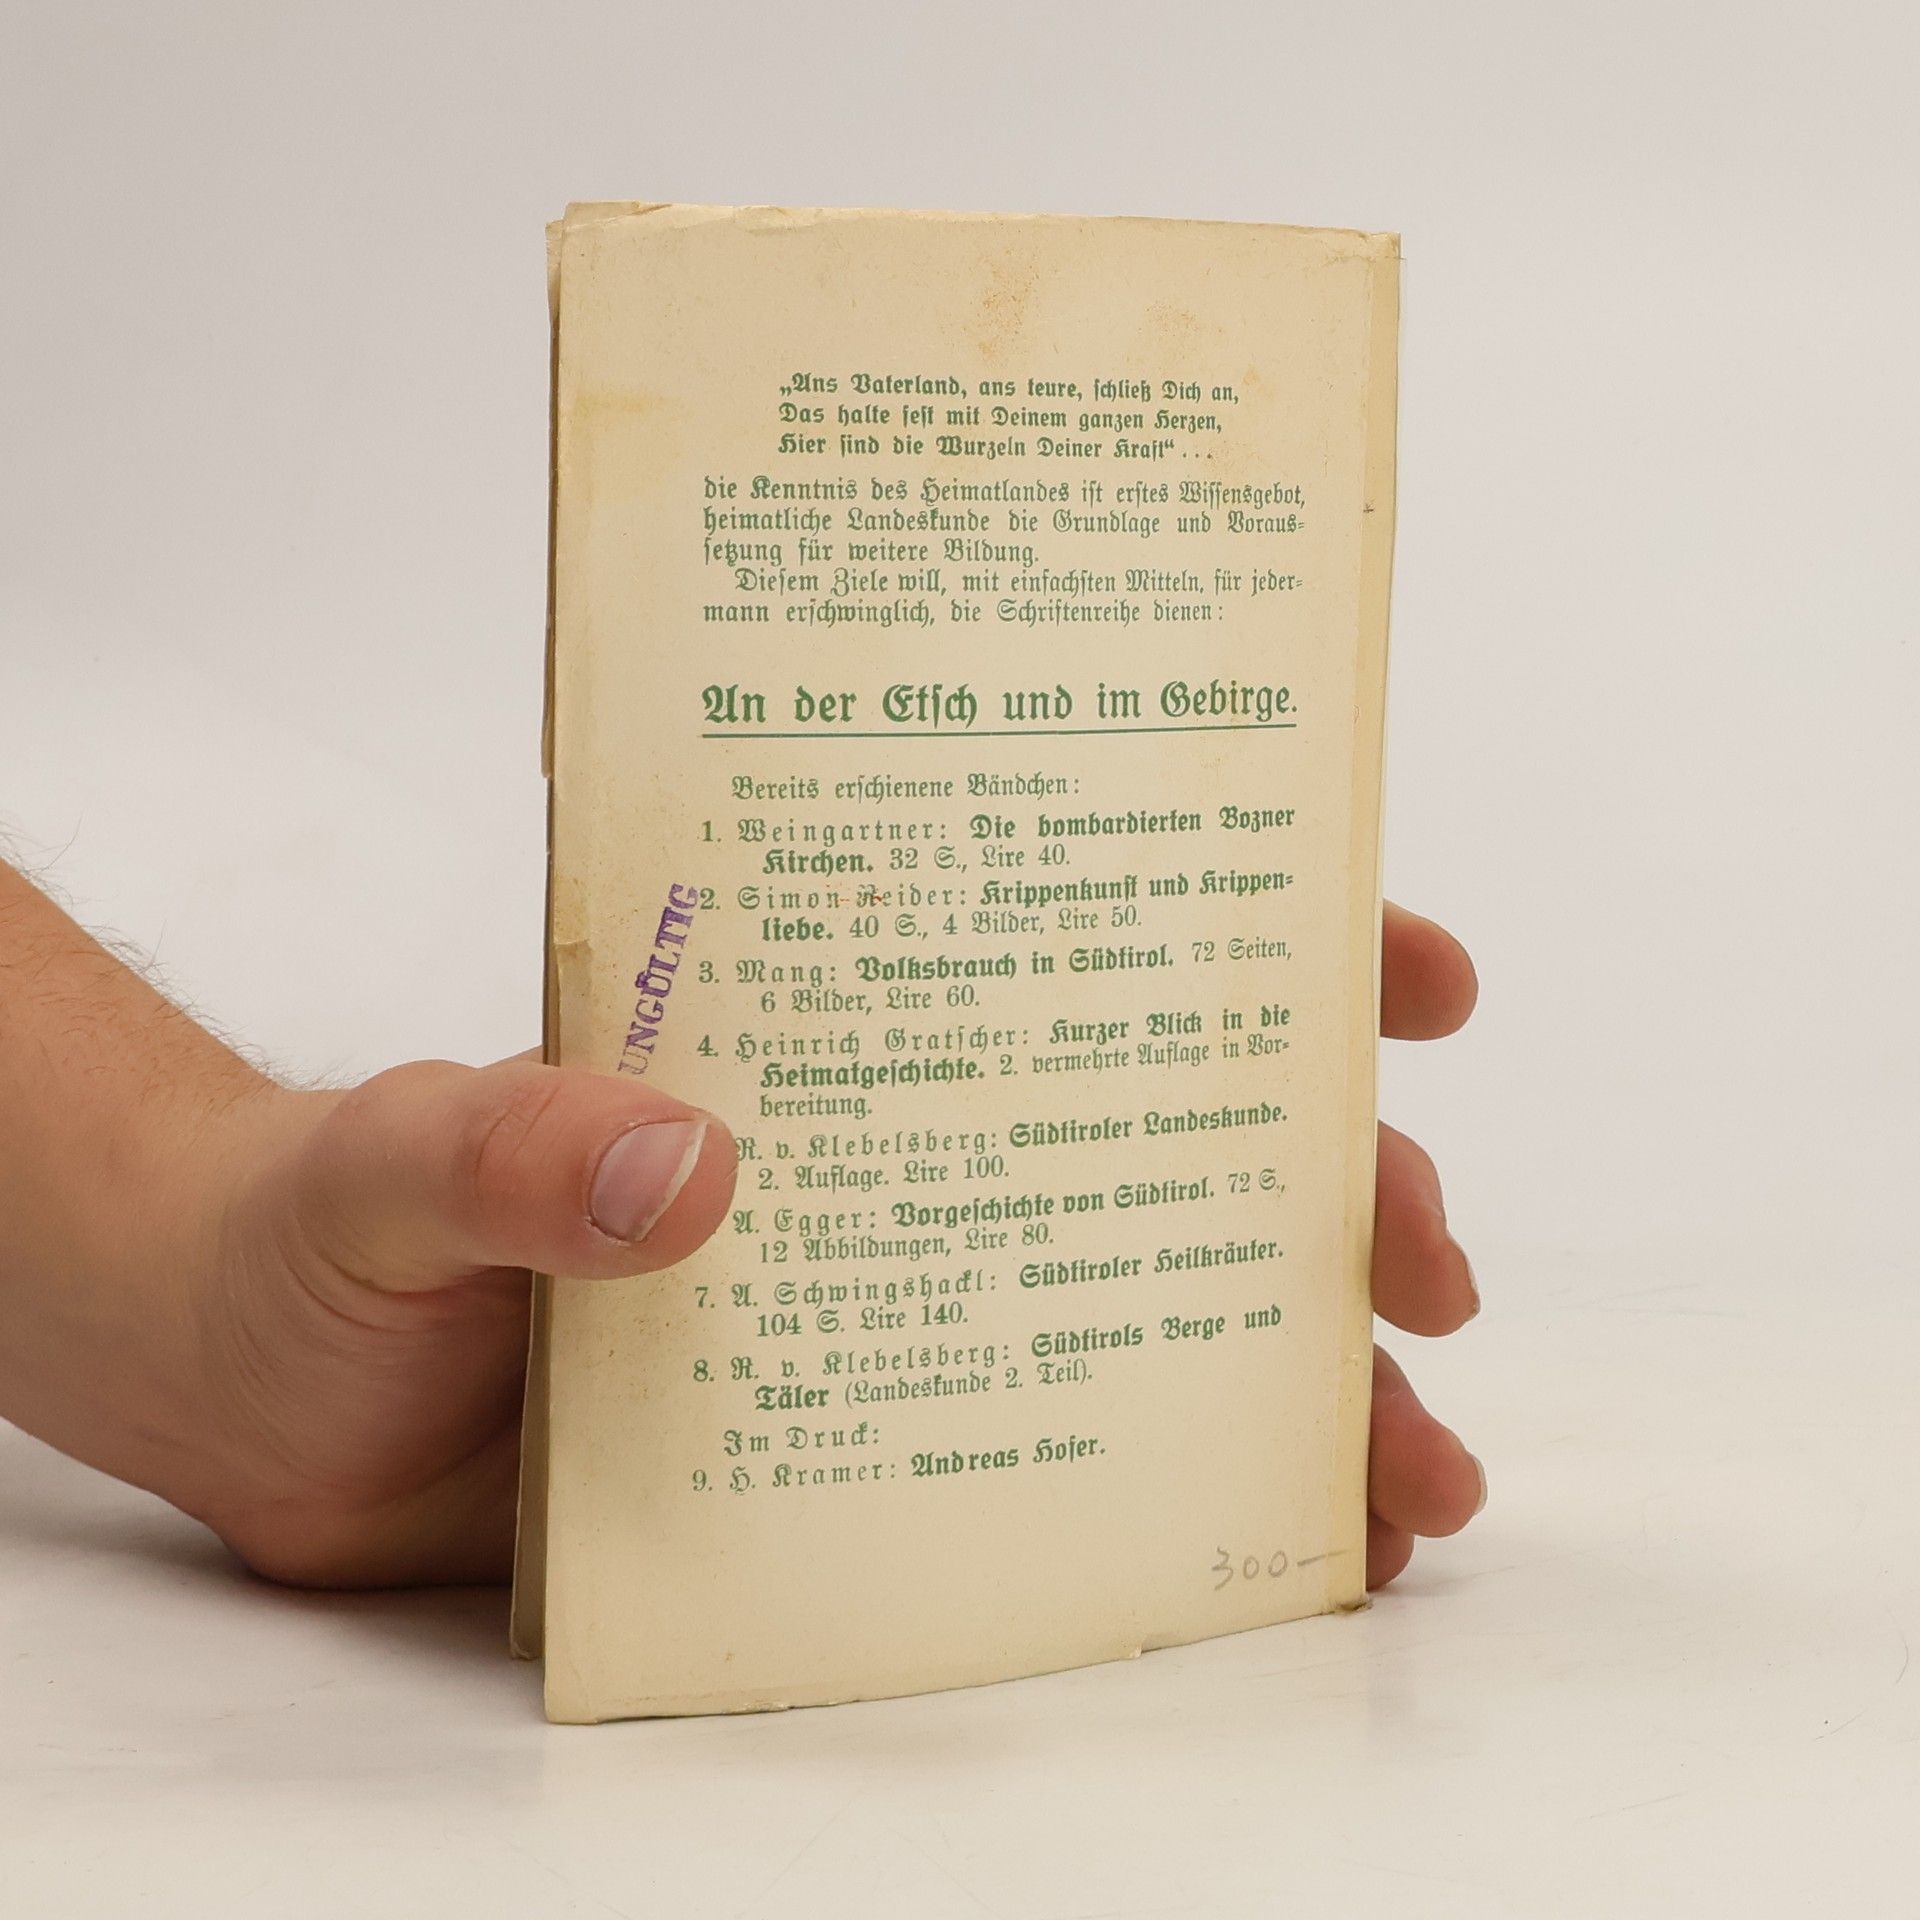 „Ans Vaterland, ans teure, schließ Dich an,
Das halte fest mit Deinem ganzen Herzen,
Hier sind die Wurzeln Deiner Kraft“ . . .
die Kenntnis des Heimatlandes ist erstes Wissensgebot,
heimatliche Landeskunde die Grundlage und Voraus=
setzung für weitere Bildung.
Diesem Ziele will, mit einfachsten Mitteln, für jeder=
mann erschwinglich, die Schriftenreihe dienen:
An der Etsch und im Gebirge.
Bereits erschienene Bändchen:
1. Weingartner: Die bombardierten Bozner
Kirchen. 32 S., Lire 40.
2. Simon Reider: Krippenkunst und Krippen=
liebe. 40 S., 4 Bilder, Lire 50.
3. Mang: Volksbrauch in Südtirol. 72 Seiten,
6 Bilder, Lire 60.
4. Heinrich Gratscher: Kurzer Blick in die
Heimatgeschichte. 2. vermehrte Auflage in Vor=
bereitung.
R. v. Klebelsberg: Südtiroler Landeskunde.
2. Auflage. Lire 100.
A. Egger: Vorgeschichte von Südtirol. 72 S.,
12 Abbildungen, Lire 80.
7. A. Schwingshackl: Südtiroler Heilkräuter.
104 S. Lire 140.
8. R. v. Klebelsberg: Südtirols Berge und
Täler (Landeskunde 2. Teil).
Im Druck:
9. H. Kramer: Andreas Hofer.
UNGÜLTIG
300—